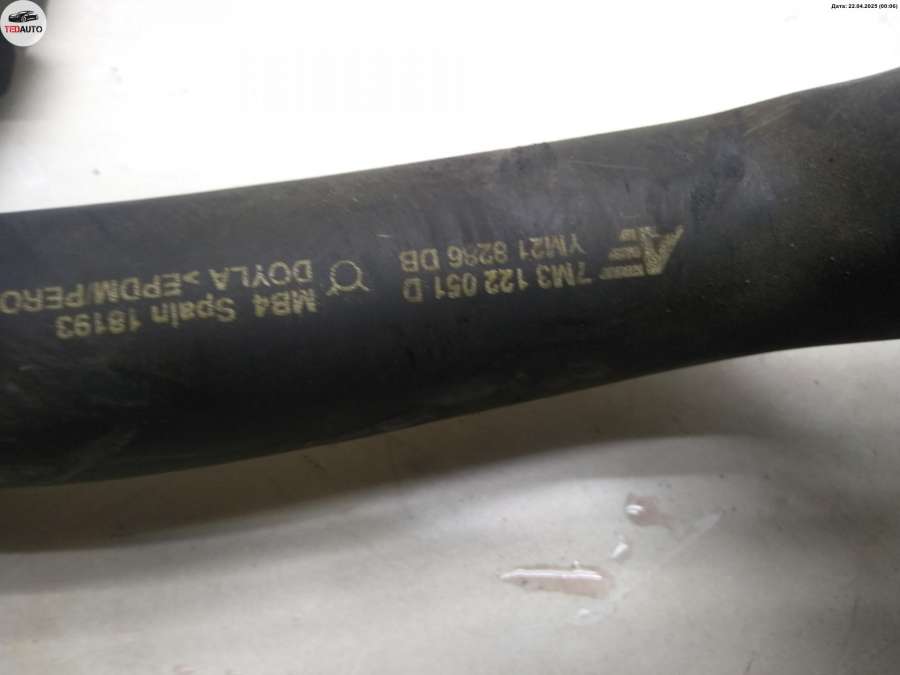 TEDAUTO
Дата: 22.04.2025 (00:06)
7M3 122 051 D
YM21 8286 DB
MB4 Spain 18193
DOYLA >EPDM/PERO